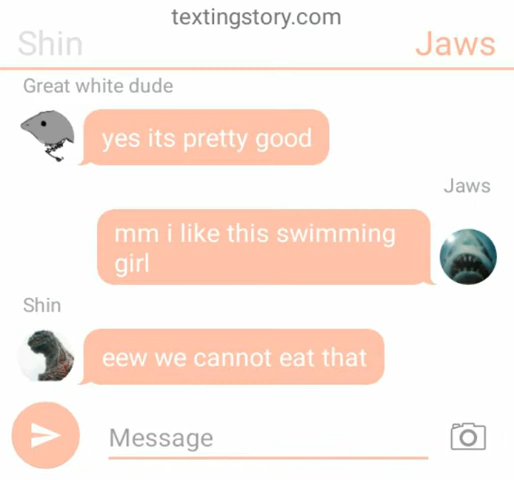 textingstory.com
Shin
Jaws
Great white dude
yes its pretty good
Jaws
mm i like this swimming
girl
Shin
eew we cannot eat that
Message